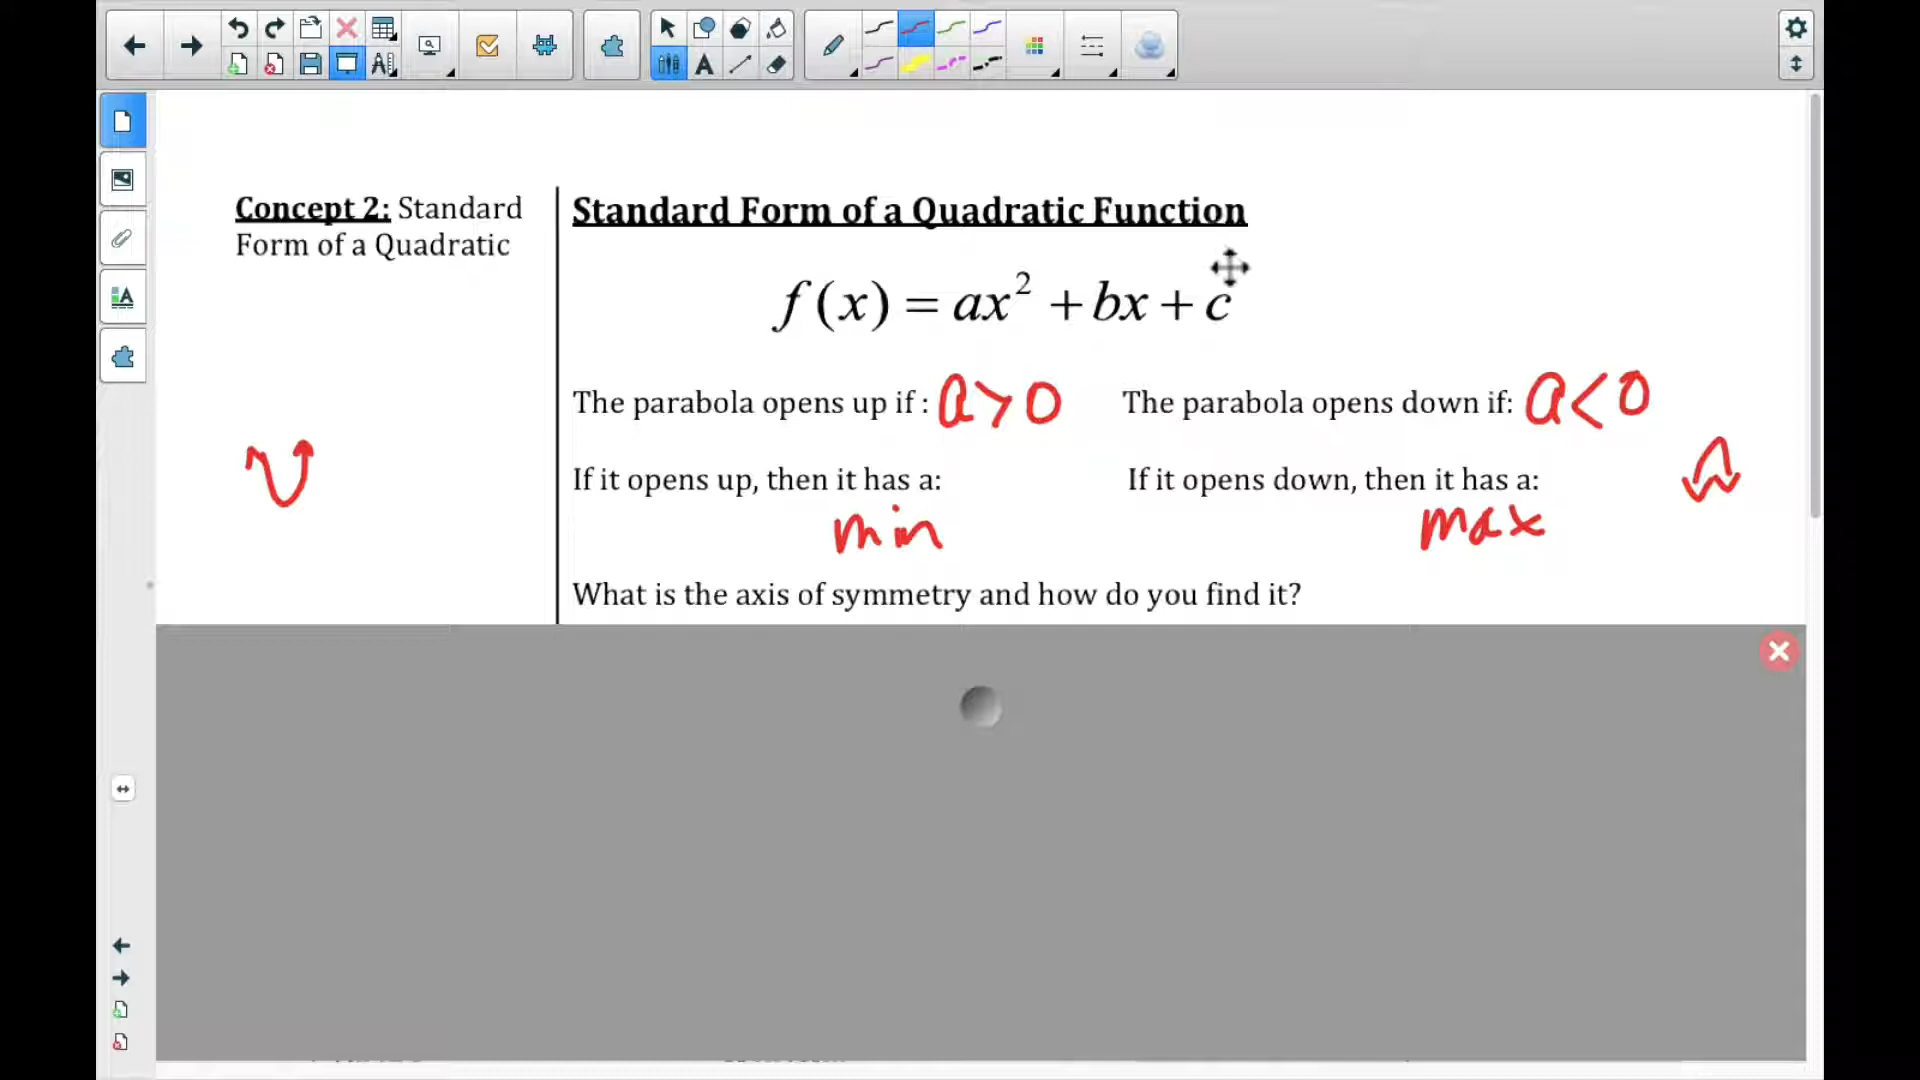 Concept 2: Standard
Form of a Quadratic
Standard Form of a Quadratic Function
f(x) = ax² + bx + c
The parabola opens up if : a>0
The parabola opens down if: a<0
If it opens up, then it has a:
min
If it opens down, then it has a:
max
What is the axis of symmetry and how do you find it?